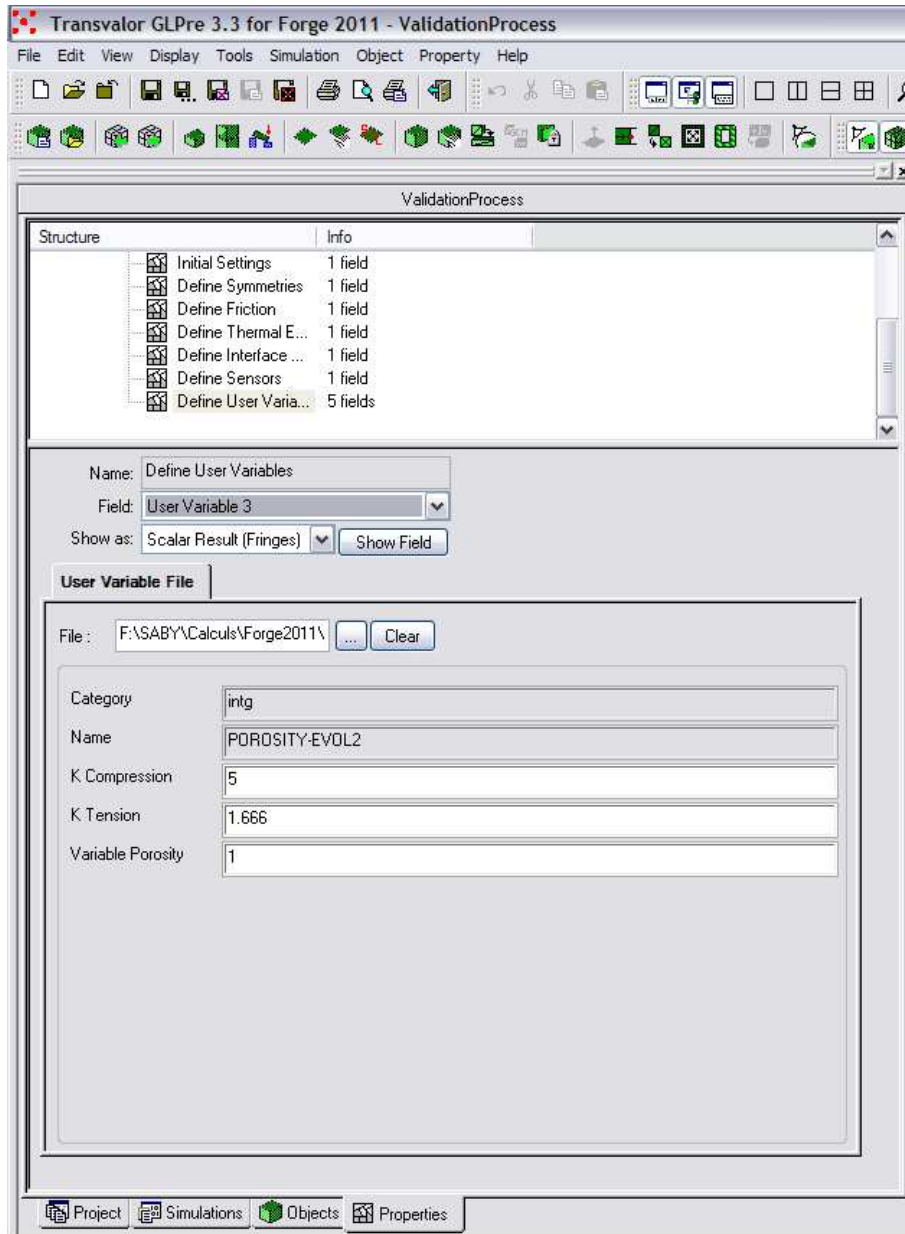 Transvalor GLPre 3.3 for Forge 2011 - ValidationProcess
File Edit View Display Tools Simulation Object Property Help
ValidationProcess
Structure Info
Initial Settings 1 field
Define Symmetries 1 field
Define Friction 1 field
Define Thermal E... 1 field
Define Interface ... 1 field
Define Sensors 1 field
Define User Varia... 5 fields
Name: Define User Variables
Field: User Variable 3
Show as: Scalar Result (Fringes) Show Field
User Variable File
File : F:\SABY\Calculs\Forge2011\ ... Clear
Category intg
Name POROSITY-EVOL2
K Compression 5
K Tension 1.666
Variable Porosity 1
Project Simulations Objects Properties